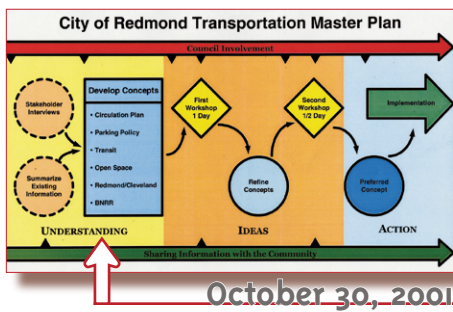 City of Redmond Transportation Master Plan
Council Involvement
Stakeholder
Interviews
Summarize
Existing
Information
Develop Concepts
• Circulation Plan
• Parking Policy
• Transit
• Open Space
• Redmond/Cleveland
• BNRR
First
Workshop
1 Day
Refine
Concepts
Second
Workshop
1/2 Day
Preferred
Concept
Implementation
UNDERSTANDING
IDEAS
ACTION
Sharing Information with the Community
October 30, 2001